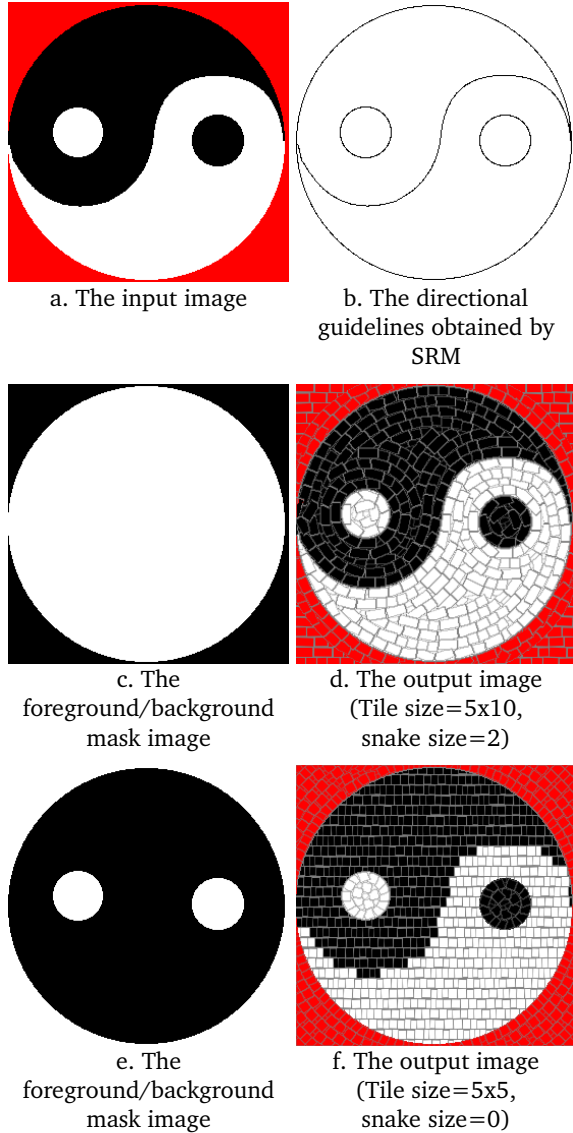 a. The input image
b. The directional
guidelines obtained by
SRM
c. The
foreground/background
mask image
d. The output image
(Tile size=5x10,
snake size=2)
e. The
foreground/background
mask image
f. The output image
(Tile size=5x5,
snake size=0)